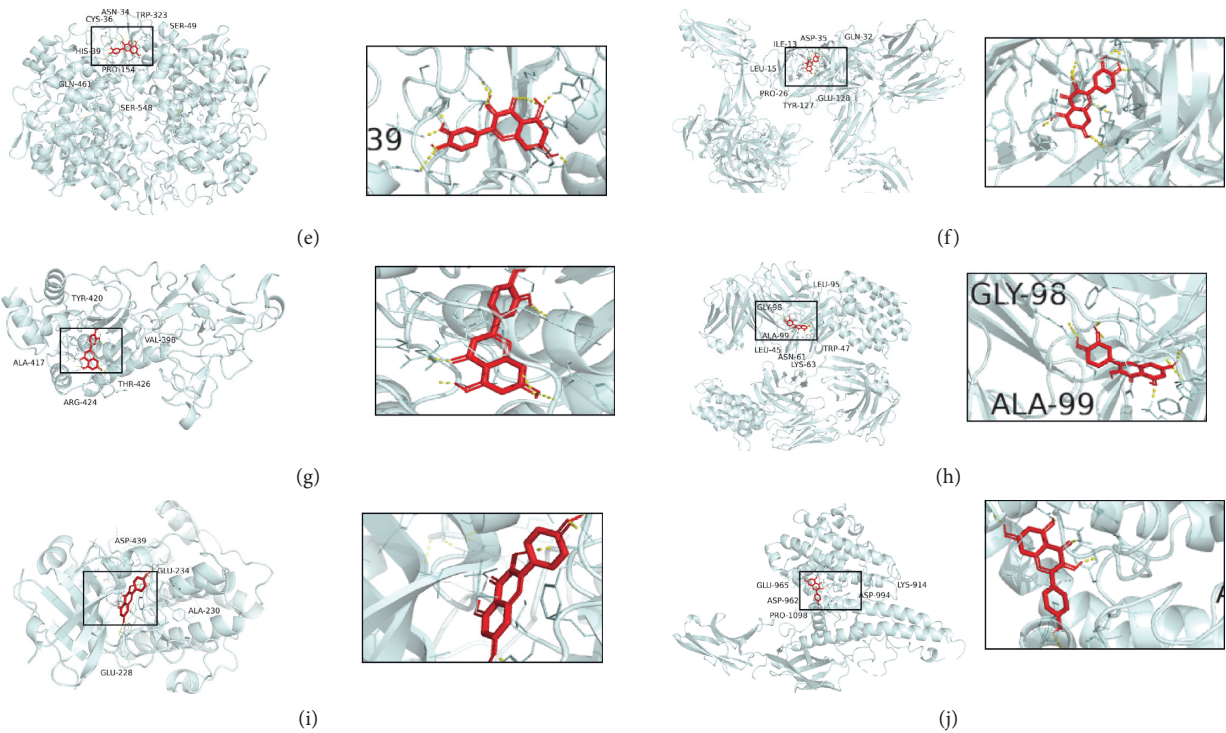 ASN-34
CYS-36
TRP-323
SER-49
HIS-39
PRO-154
GLN-461
SER-548
39
(e)
ASP-35
ILE-13
GLN-32
LEU-15
PRO-26
GLU-128
TYR-127
(f)
TYR-420
VAL-398
ALA-417
THR-426
ARG-424
(g)
LEU-95
GLY-98
ALA-99
LEU-45
TRP-47
ASN-61
LYS-63
GLY-98
ALA-99
(h)
ASP-439
GLU-234
ALA-230
GLU-228
(i)
GLU-965
LYS-914
ASP-962
ASP-994
PRO-1098
(j)